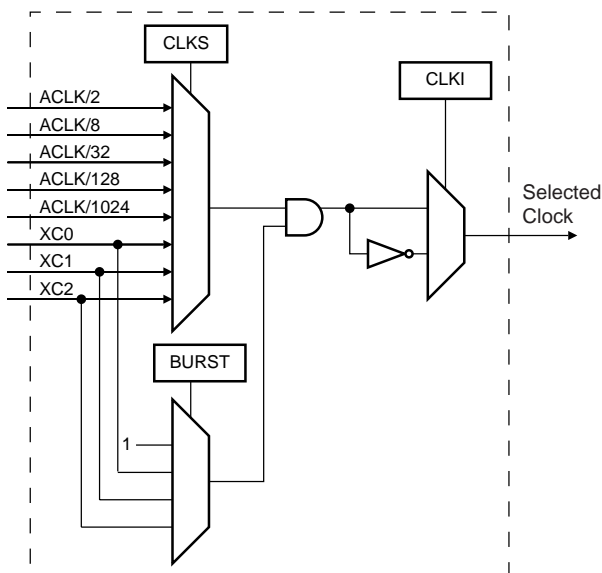 CLKS
CLKI
ACLK/2
ACLK/8
ACLK/32
ACLK/128
ACLK/1024
XC0
XC1
XC2
Selected
Clock
BURST
1